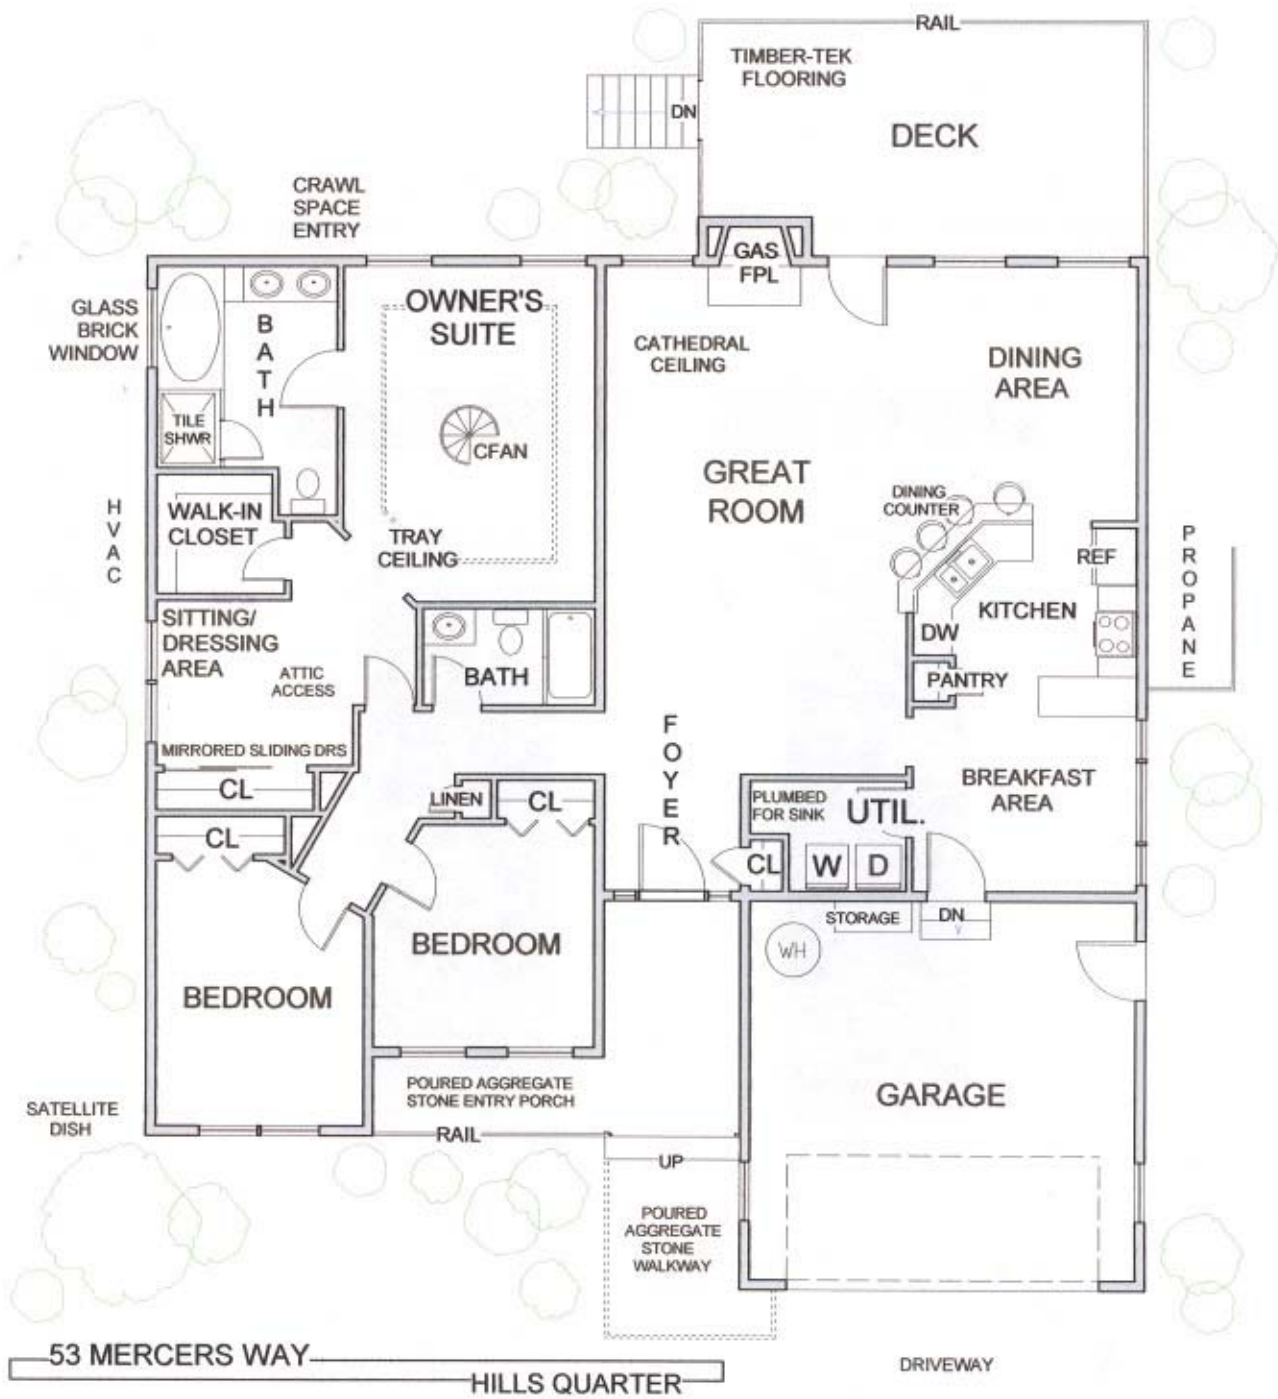 RAIL
TIMBER-TEK
FLOORING
DN
DECK
CRAWL
SPACE
ENTRY
GAS
FPL
GLASS
BRICK
WINDOW
BATH
OWNER'S
SUITE
CATHEDRAL
CEILING
DINING
AREA
TILE
SHWR
CFAN
GREAT
ROOM
DINING
COUNTER
HVAC
WALK-IN
CLOSET
TRAY
CEILING
REF
PROPANE
KITCHEN
SITTING/
DRESSING
AREA
ATTIC
ACCESS
BATH
DW
PANTRY
FOYER
MIRRORED SLIDING DRS
CL
LINEN
CL
PLUMBED
FOR SINK
UTIL.
BREAKFAST
AREA
CL
CL
W
D
STORAGE
DN
WH
BEDROOM
BEDROOM
POURED AGGREGATE
STONE ENTRY PORCH
GARAGE
SATELLITE
DISH
RAIL
UP
POURED
AGGREGATE
STONE
WALKWAY
53 MERCERS WAY
HILLS QUARTER
DRIVEWAY